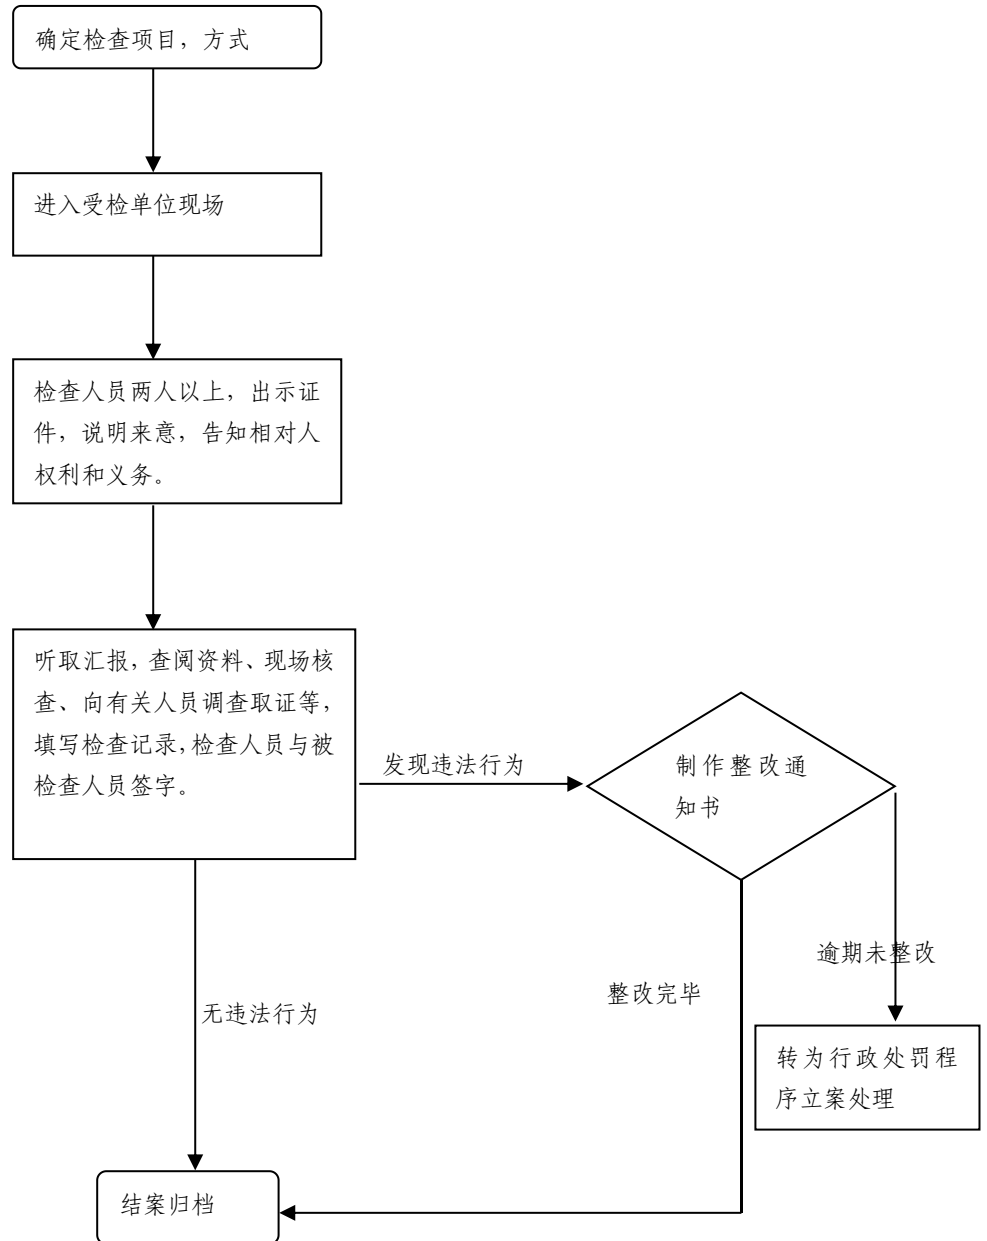 确定检查项目，方式
进入受检单位现场
检查人员两人以上，出示证
件，说明来意，告知相对人
权利和义务。
听取汇报，查阅资料、现场核
查、向有关人员调查取证等，
填写检查记录，检查人员与被
检查人员签字。
发现违法行为
制作整改通
知书
逾期未整改
整改完毕
无违法行为
转为行政处罚程
序立案处理
结案归档